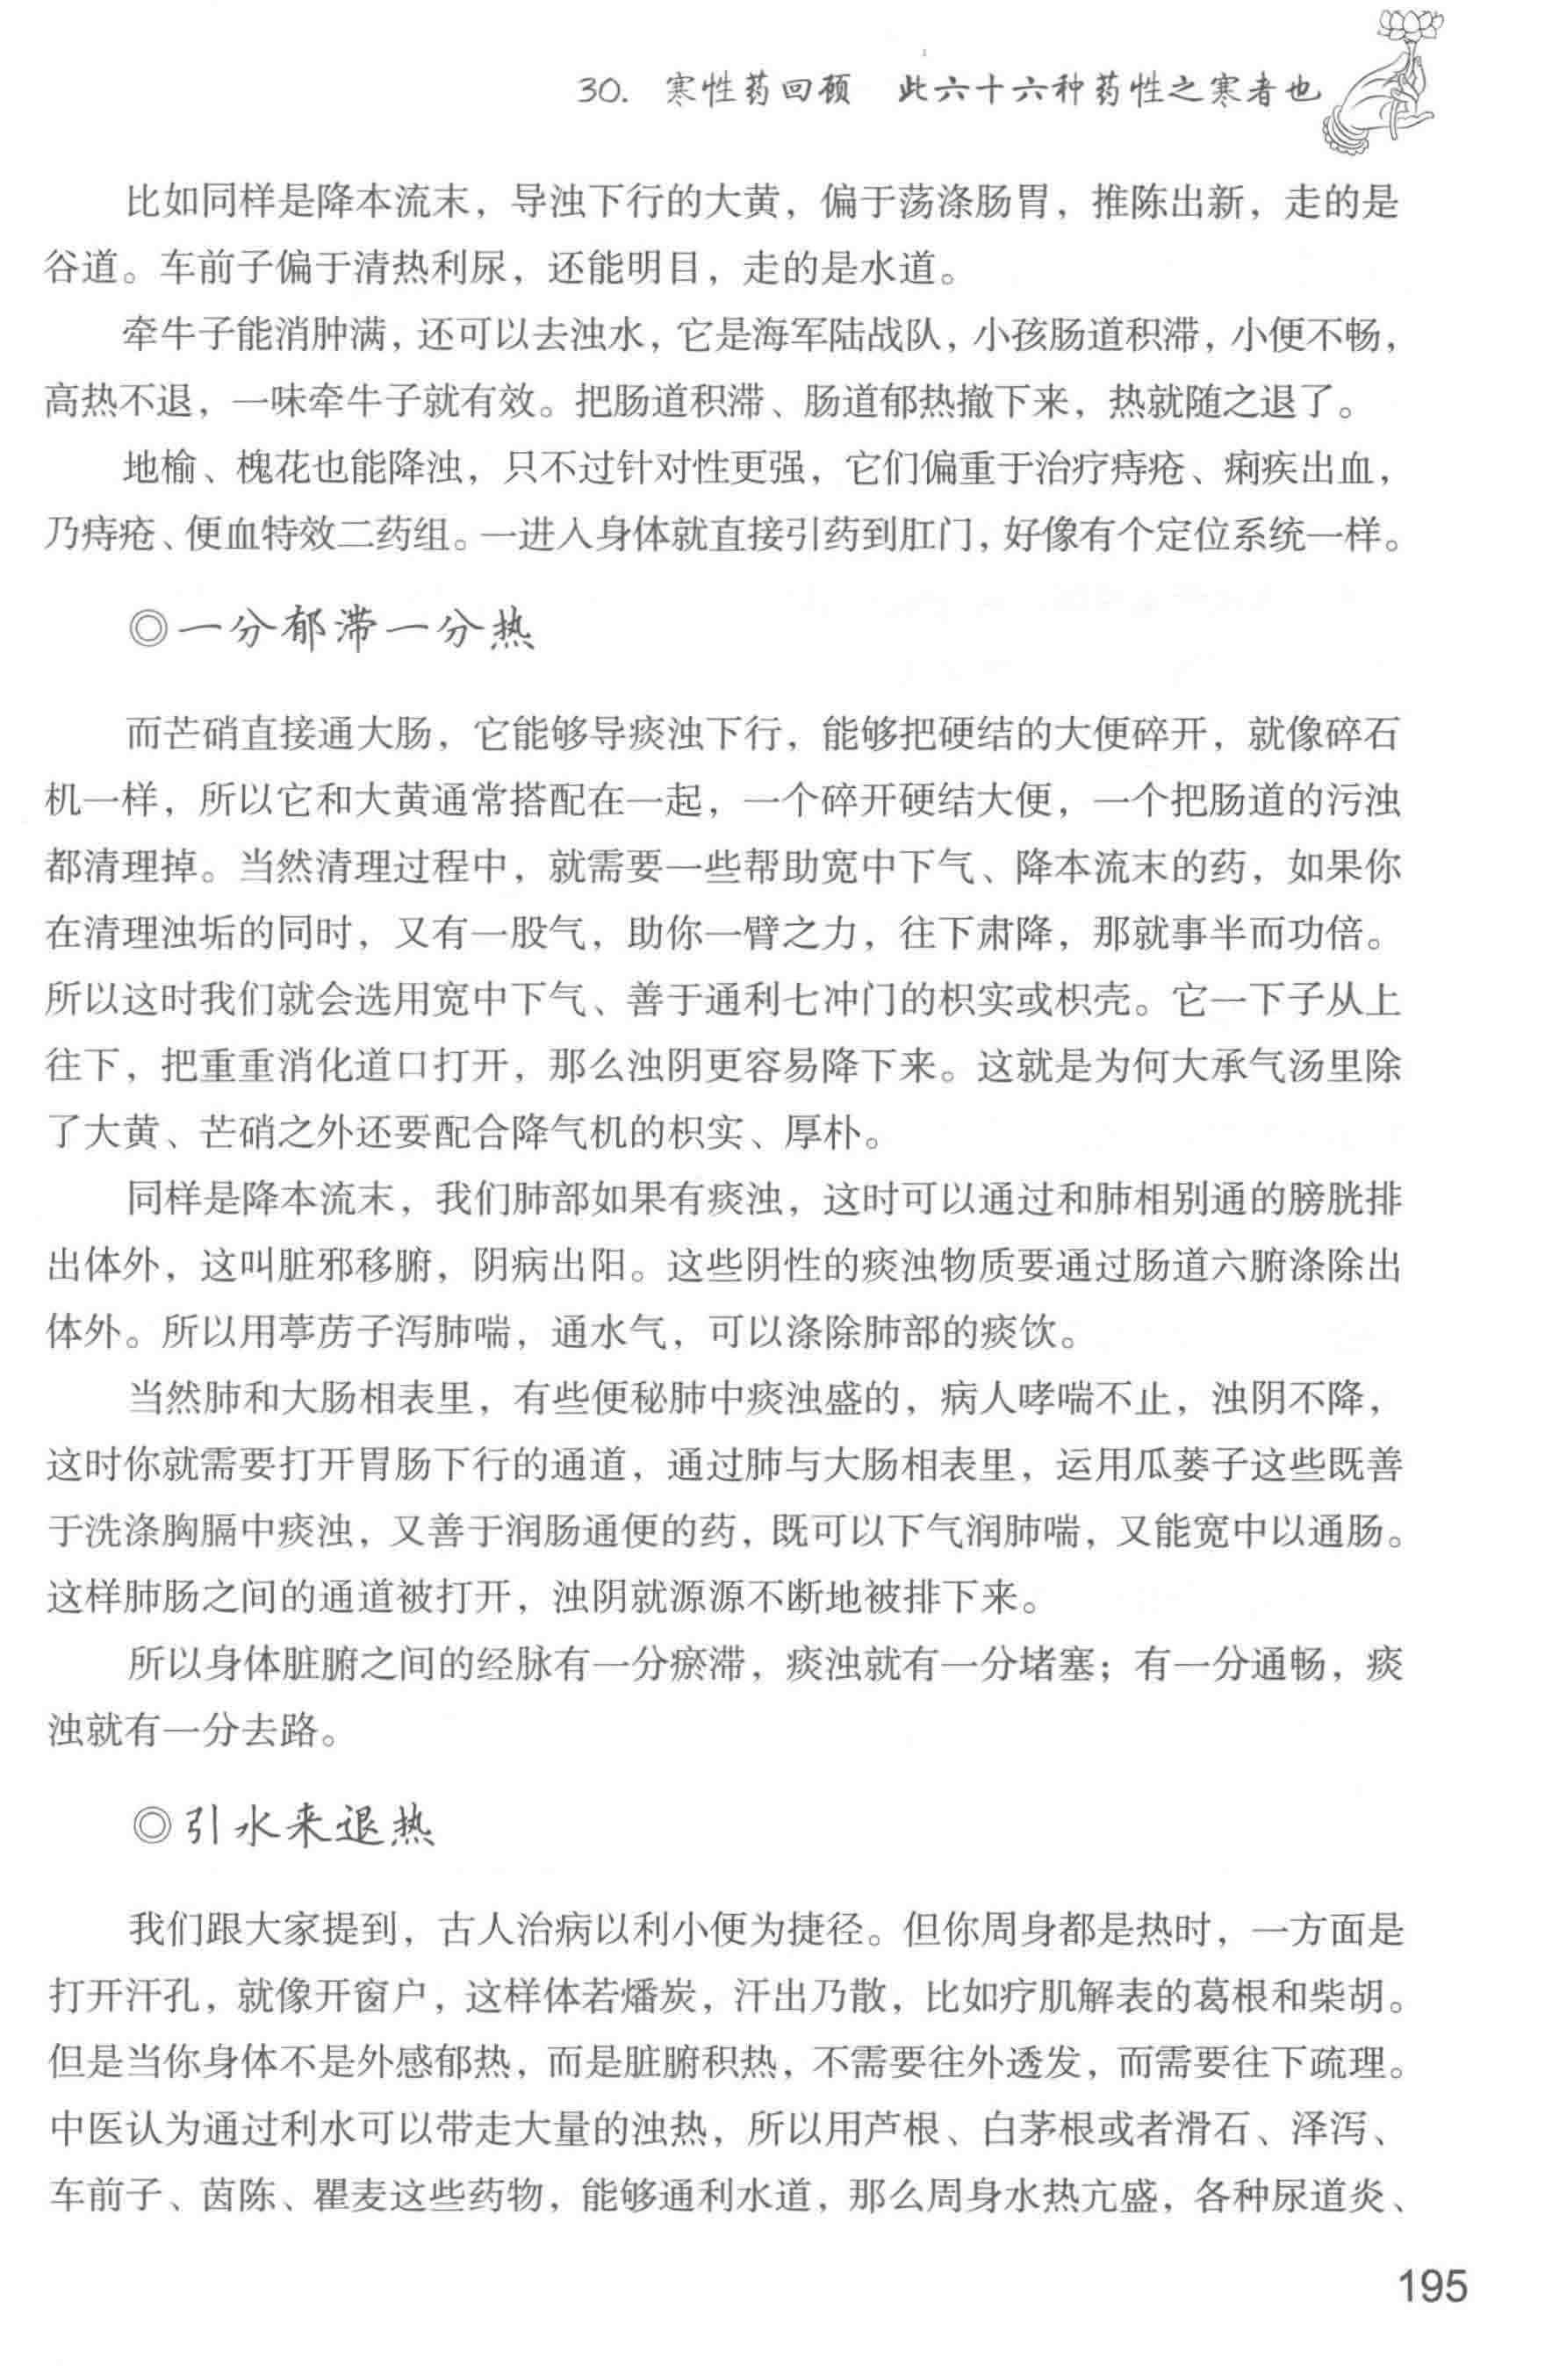 30. 寒性药回顾　此六十六种药性之寒者也
比如同样是降本流末，导浊下行的大黄，偏于荡涤肠胃，推陈出新，走的是
谷道。车前子偏于清热利尿，还能明目，走的是水道。
牵牛子能消肿满，还可以去浊水，它是海军陆战队，小孩肠道积滞，小便不畅，
高热不退，一味牵牛子就有效。把肠道积滞、肠道郁热撤下来，热就随之退了。
地榆、槐花也能降浊，只不过针对性更强，它们偏重于治疗痔疮、痢疾出血，
乃痔疮、便血特效二药组。一进入身体就直接引药到肛门，好像有个定位系统一样。
◎一分郁滞一分热
而芒硝直接通大肠，它能够导痰浊下行，能够把硬结的大便碎开，就像碎石
机一样，所以它和大黄通常搭配在一起，一个碎开硬结大便，一个把肠道的污浊
都清理掉。当然清理过程中，就需要一些帮助宽中下气、降本流末的药，如果你
在清理浊垢的同时，又有一股气，助你一臂之力，往下肃降，那就事半而功倍。
所以这时我们就会选用宽中下气、善于通利七冲门的枳实或枳壳。它一下子从上
往下，把重重消化道口打开，那么浊阴更容易降下来。这就是为何大承气汤里除
了大黄、芒硝之外还要配合降气机的枳实、厚朴。
同样是降本流末，我们肺部如果有痰浊，这时可以通过和肺相别通的膀胱排
出体外，这叫脏邪移腑，阴病出阳。这些阴性的痰浊物质要通过肠道六腑涤除出
体外。所以用葶苈子泻肺喘，通水气，可以涤除肺部的痰饮。
当然肺和大肠相表里，有些便秘肺中痰浊盛的，病人哮喘不止，浊阴不降，
这时你就需要打开胃肠下行的通道，通过肺与大肠相表里，运用瓜蒌子这些既善
于洗涤胸膈中痰浊，又善于润肠通便的药，既可以下气润肺喘，又能宽中以通肠。
这样肺肠之间的通道被打开，浊阴就源源不断地被排下来。
所以身体脏腑之间的经脉有一分瘀滞，痰浊就有一分堵塞；有一分通畅，痰
浊就有一分去路。
◎引水来退热
我们跟大家提到，古人治病以利小便为捷径。但你周身都是热时，一方面是
打开汗孔，就像开窗户，这样体若燔炭，汗出乃散，比如疗肌解表的葛根和柴胡。
但是当你身体不是外感郁热，而是脏腑积热，不需要往外透发，而需要往下疏理。
中医认为通过利水可以带走大量的浊热，所以用芦根、白茅根或者滑石、泽泻、
车前子、茵陈、瞿麦这些药物，能够通利水道，那么周身水热亢盛，各种尿道炎、
195